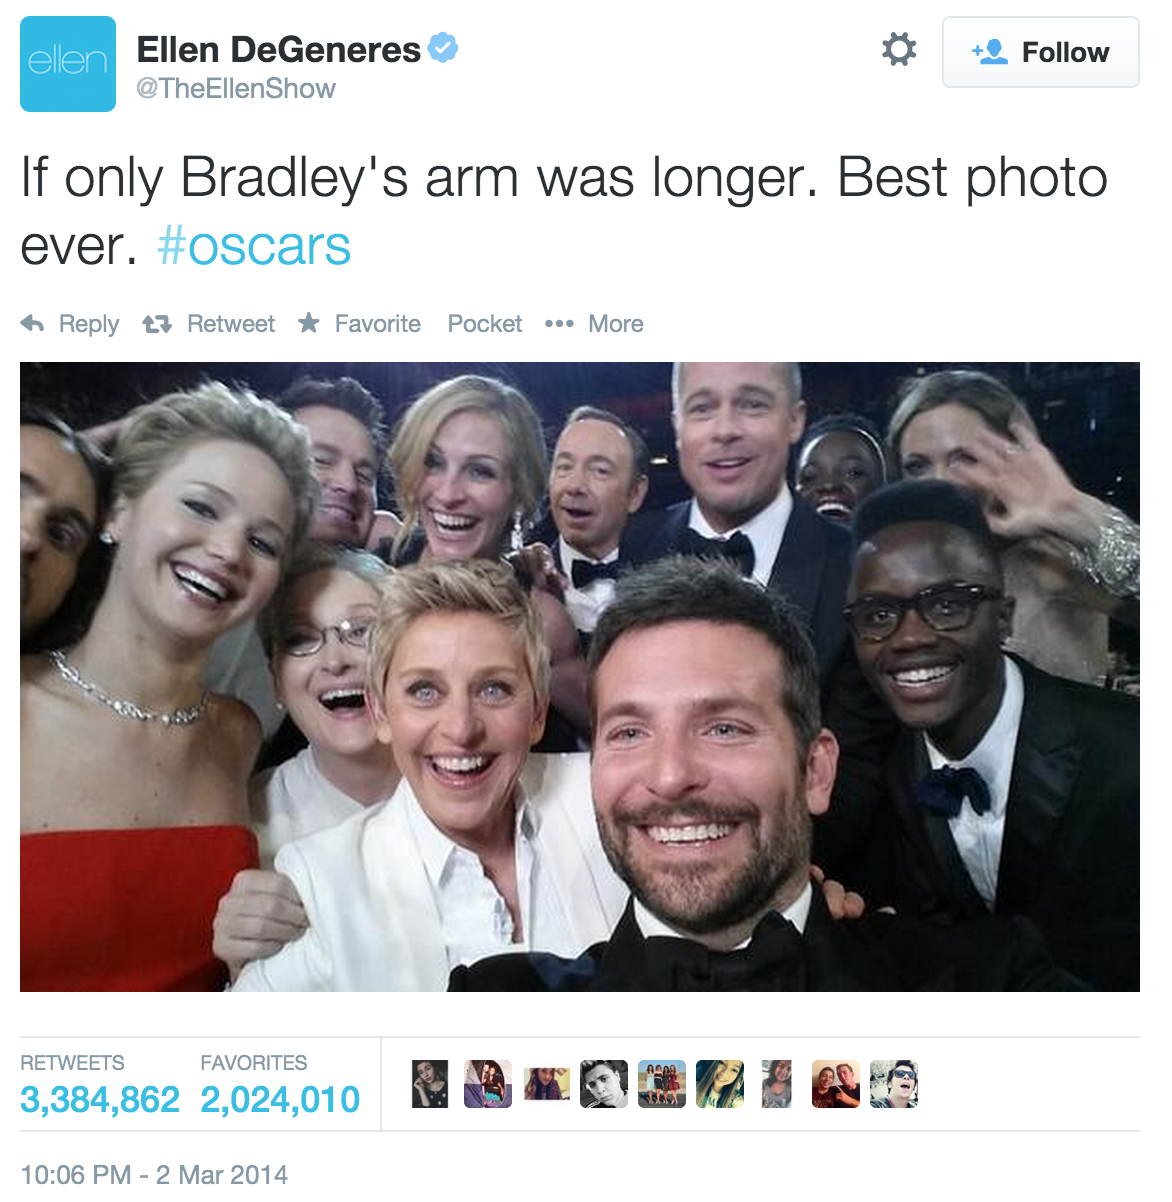 ellen
Ellen DeGeneres
@TheEllenShow
Follow
If only Bradley's arm was longer. Best photo
ever. #oscars
Reply Retweet Favorite Pocket More
RETWEETS FAVORITES
3,384,862 2,024,010
10:06 PM - 2 Mar 2014